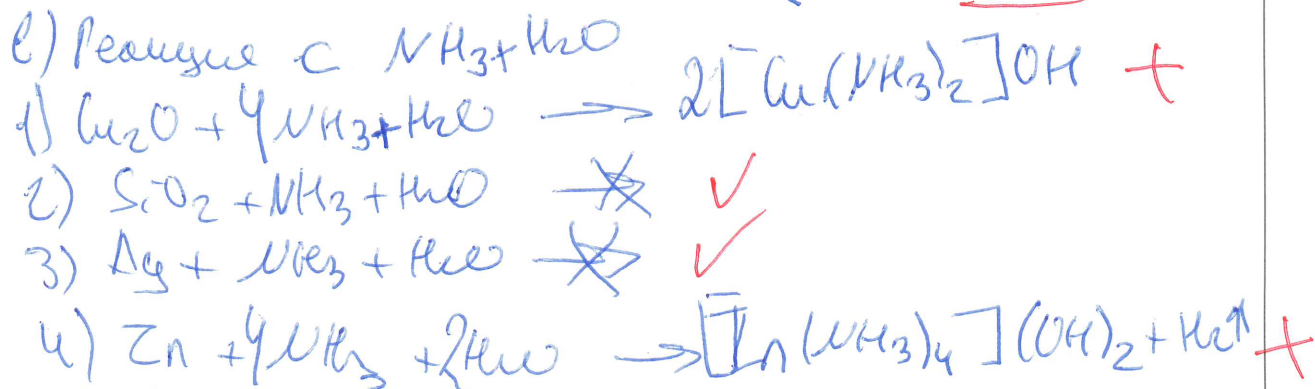 е) Реакция с NH3+H2O
1) Cu2O + 4NH3+H2O → 2[Cu(NH3)2]OH +
2) SiO2 + NH3 + H2O ↛ ✓
3) Ag + NH3 + H2O ↛ ✓
4) Zn + 4NH3 + 2H2O → [Zn(NH3)4](OH)2 + H2↑ +